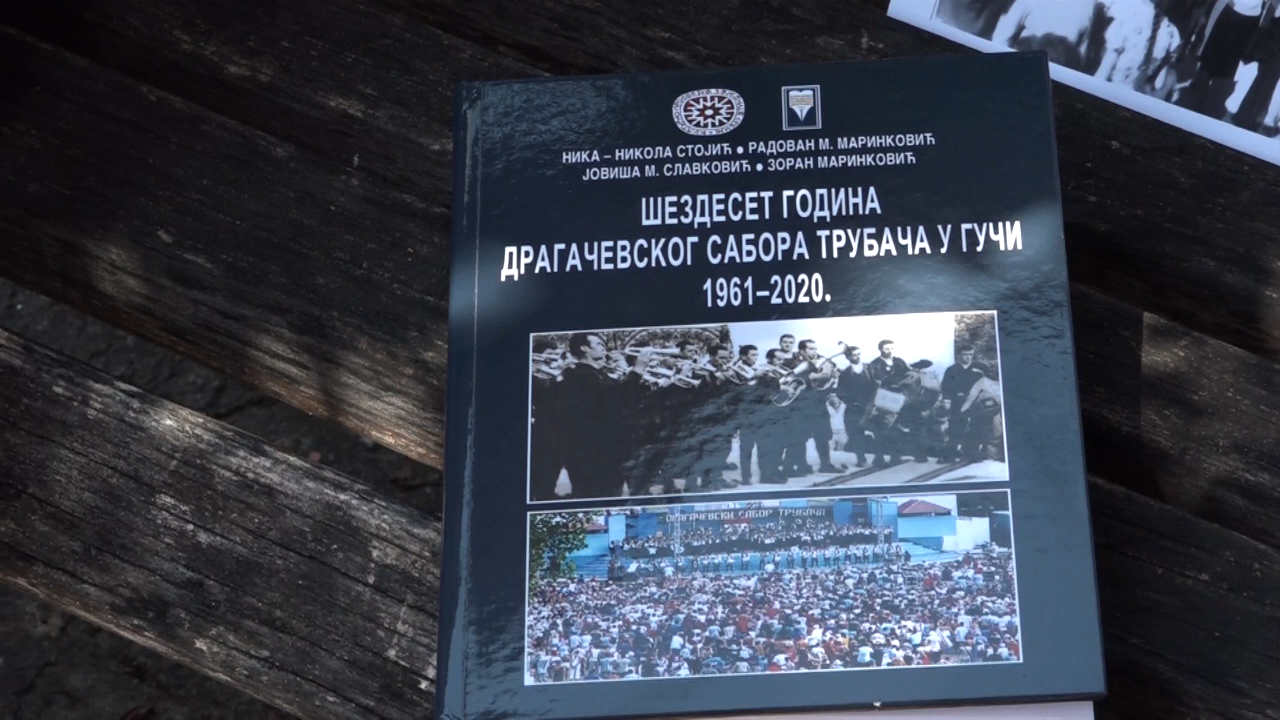 НИКА – НИКОЛА СТОЈИЋ ● РАДОВАН М. МАРИНКОВИЋ
ЈОВИША М. СЛАВКОВИЋ ● ЗОРАН МАРИНКОВИЋ
ШЕЗДЕСЕТ ГОДИНА
ДРАГАЧЕВСКОГ САБОРА ТРУБАЧА У ГУЧИ
1961–2020.
ДРАГАЧЕВСКИ САБОР ТРУБАЧА